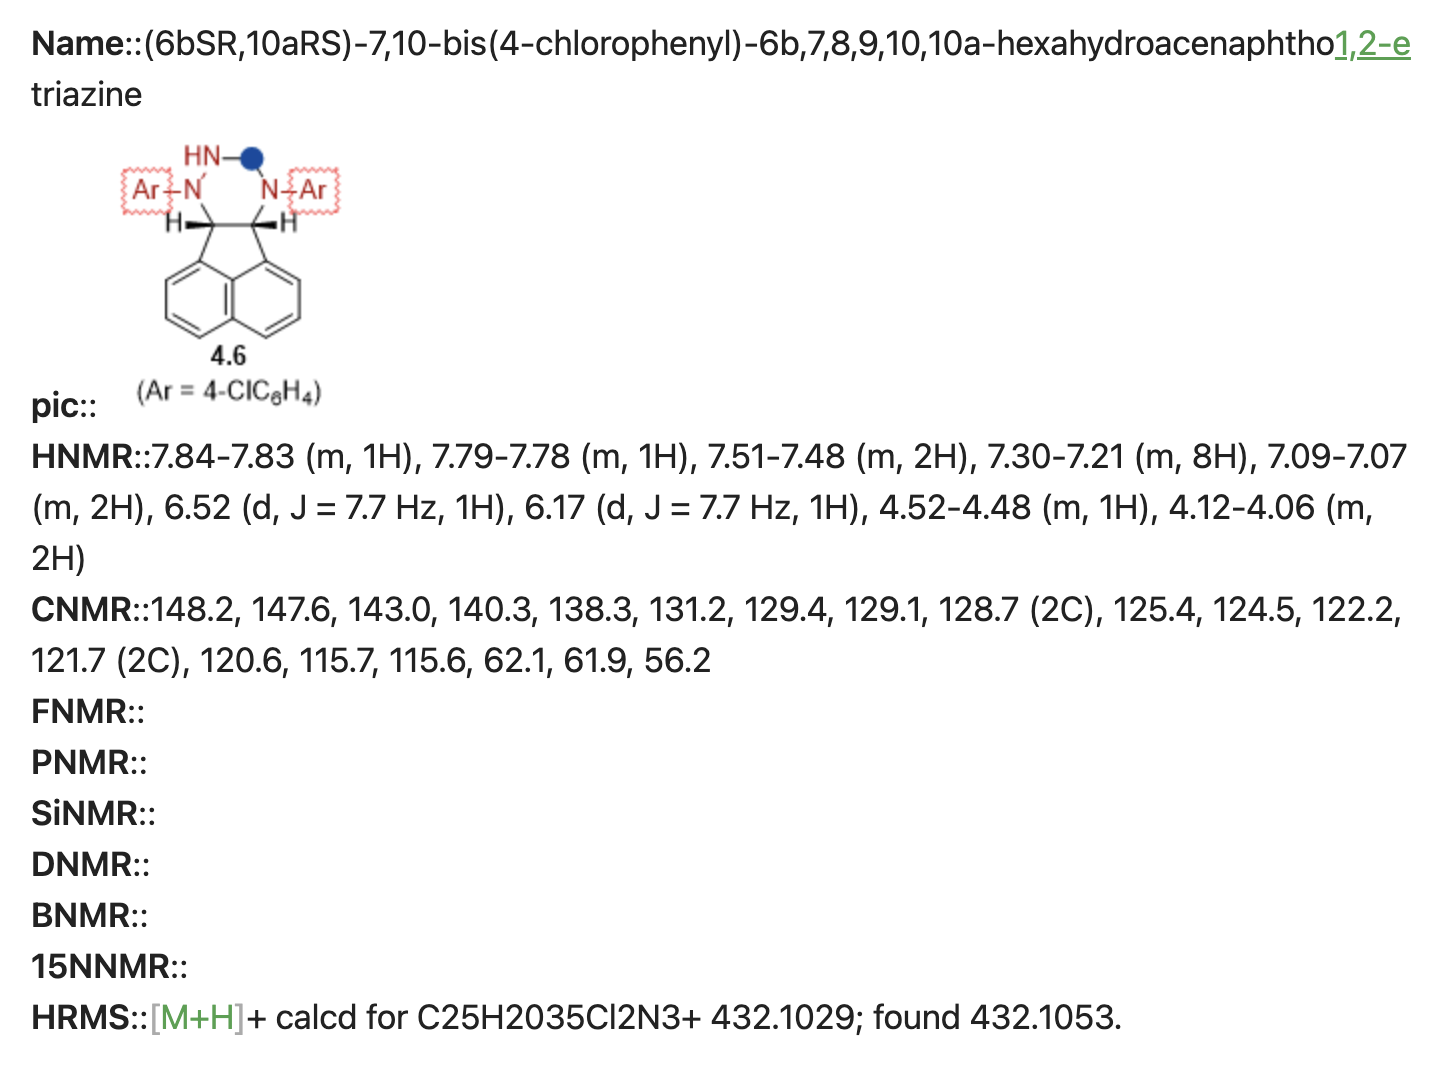 Name::(6bSR,10aRS)-7,10-bis(4-chlorophenyl)-6b,7,8,9,10,10a-hexahydroacenaphtho1,2-e
triazine
HN
Ar N N Ar
H H
4.6
(Ar = 4-ClC6H4)
pic::
HNMR::7.84-7.83 (m, 1H), 7.79-7.78 (m, 1H), 7.51-7.48 (m, 2H), 7.30-7.21 (m, 8H), 7.09-7.07
(m, 2H), 6.52 (d, J = 7.7 Hz, 1H), 6.17 (d, J = 7.7 Hz, 1H), 4.52-4.48 (m, 1H), 4.12-4.06 (m,
2H)
CNMR::148.2, 147.6, 143.0, 140.3, 138.3, 131.2, 129.4, 129.1, 128.7 (2C), 125.4, 124.5, 122.2,
121.7 (2C), 120.6, 115.7, 115.6, 62.1, 61.9, 56.2
FNMR::
PNMR::
SiNMR::
DNMR::
BNMR::
15NNMR::
HRMS::[M+H]+ calcd for C25H2035Cl2N3+ 432.1029; found 432.1053.